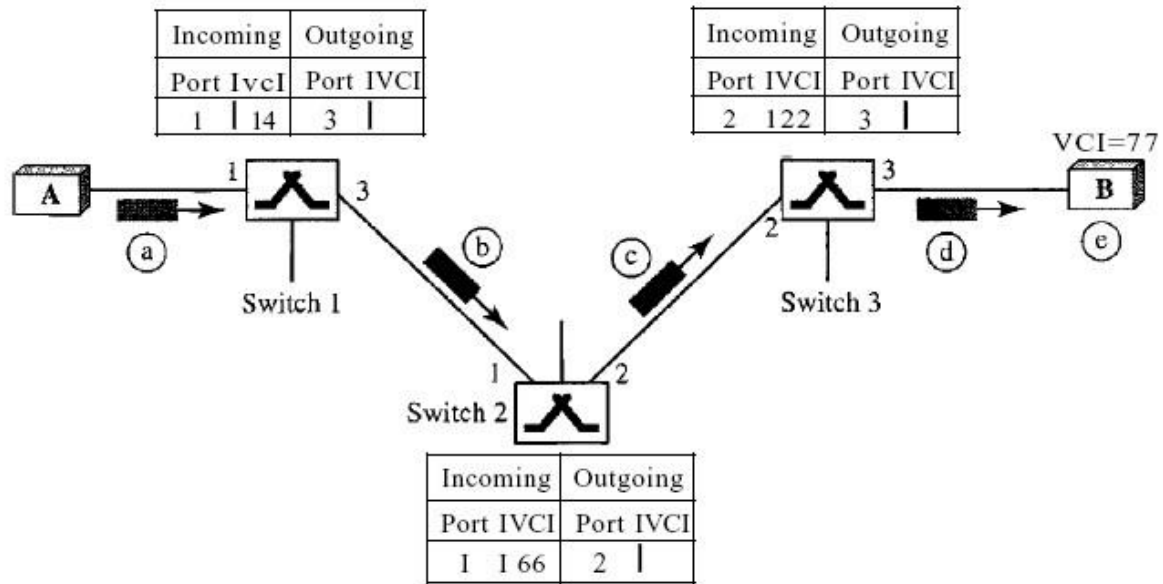 Incoming Outgoing
Port IvcI Port IVCI
1 | 14 3 |
Incoming Outgoing
Port IVCI Port IVCI
2 122 3 |
VCI=77
A
1
3
a
b
c
2
3
d
B
e
Switch 1
Switch 3
1
2
Switch 2
Incoming Outgoing
Port IVCI Port IVCI
I I 66 2 |